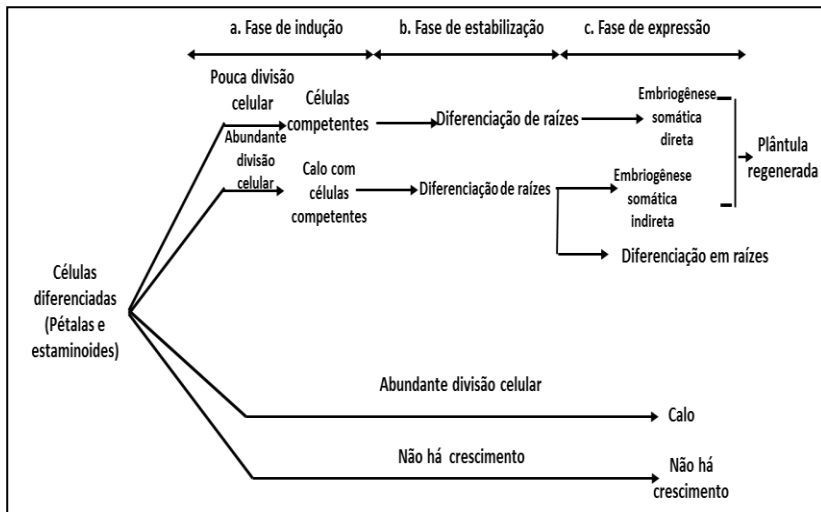 a. Fase de indução
b. Fase de estabilização
c. Fase de expressão
Pouca divisão
celular
Células
competentes
Diferenciação de raízes
Embriogênese
somática
direta
Plântula
regenerada
Abundante
divisão
celular
Calo com
células
competentes
Diferenciação de raízes
Embriogênese
somática
indireta
Diferenciação em raízes
Células
diferenciadas
(Pétalas e
estaminoides)
Abundante divisão celular
Calo
Não há crescimento
Não há
crescimento